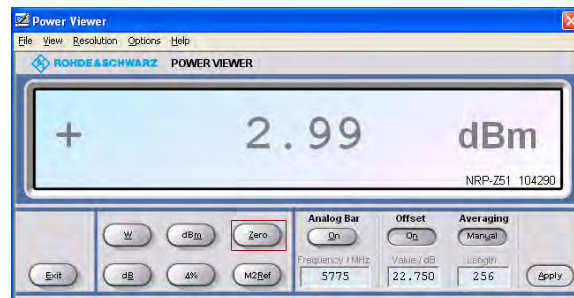 Power Viewer
File View Resolution Options Help
ROHDE&SCHWARZ POWER VIEWER
+ 2.99 dBm
NRP-Z51 104290
Analog Bar Offset Averaging
W dBm Zero On On Manual
Frequency / MHz Value / dB Length
Exit dB Δ% M2Ref 5775 22.750 256 Apply